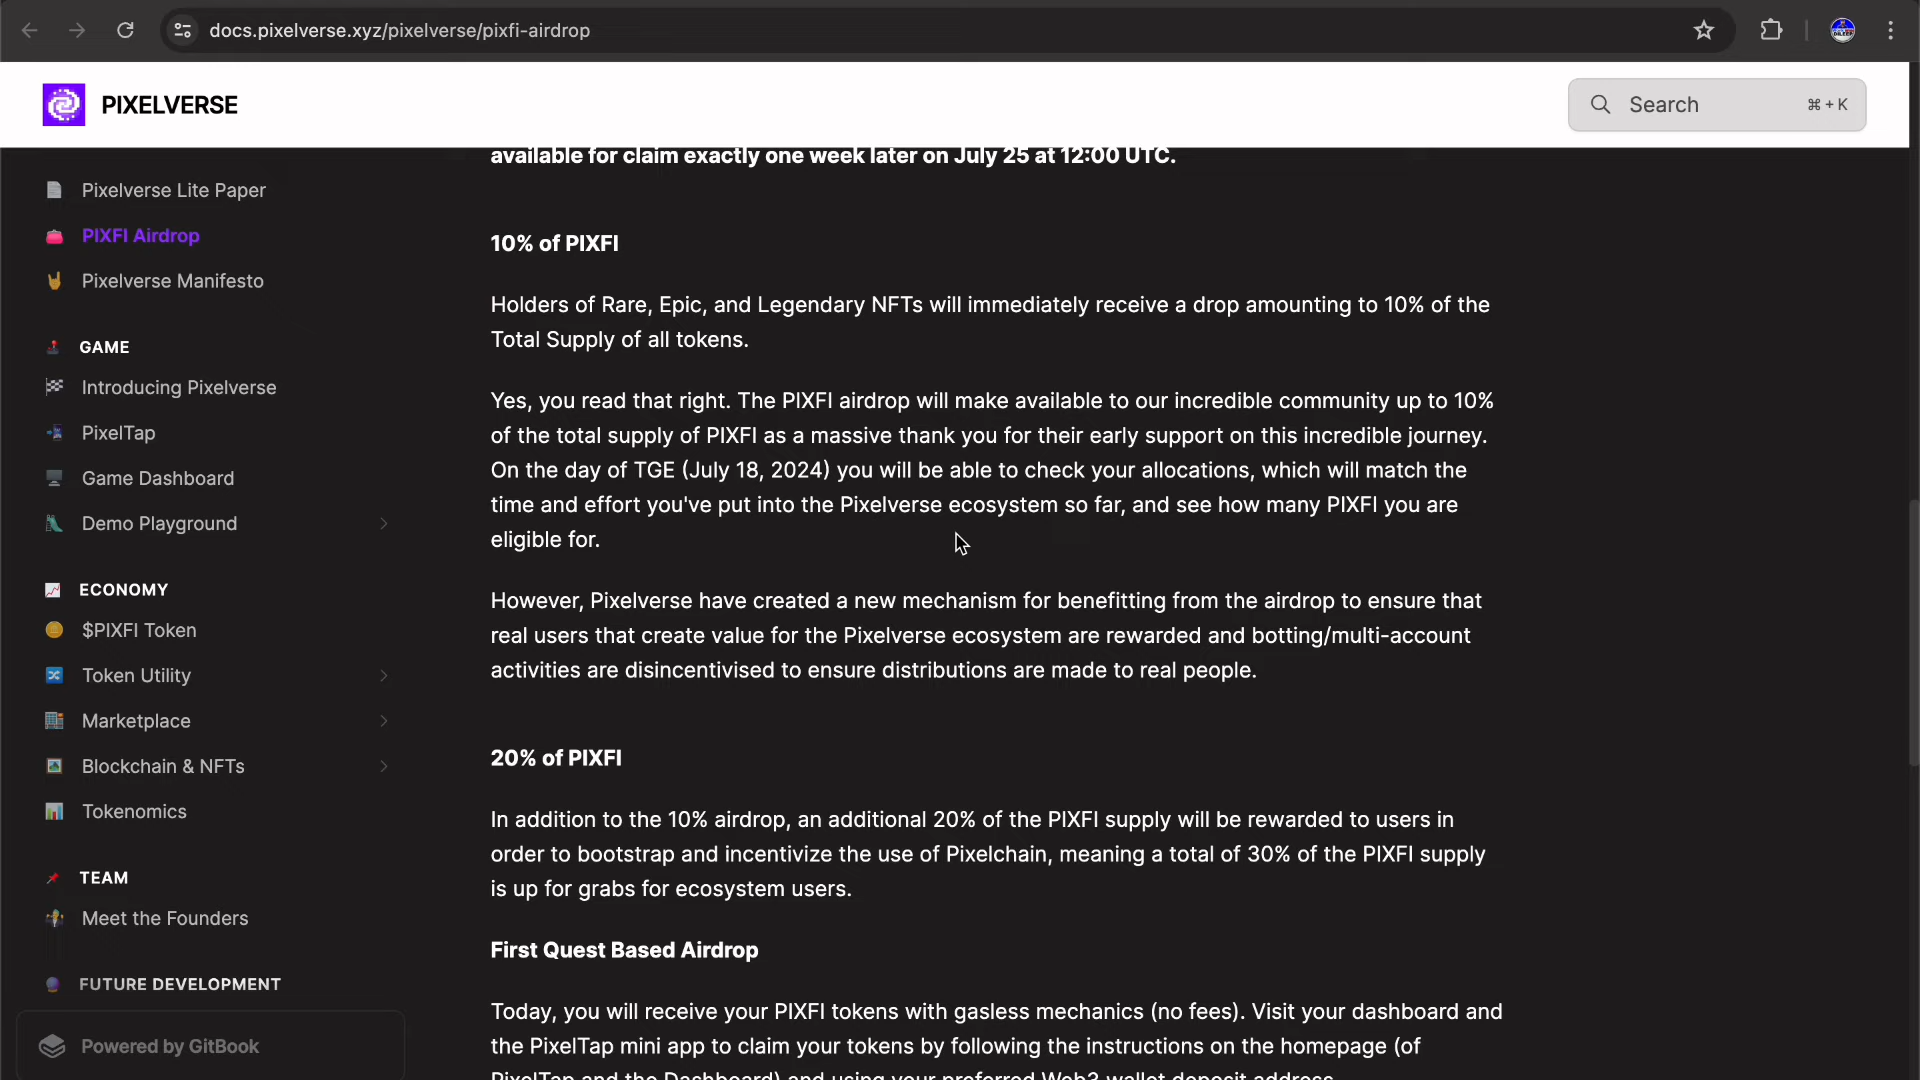 docs.pixelverse.xyz/pixelverse/pixfi-airdrop
PIXELVERSE
Search
⌘ + K
Pixelverse Lite Paper
PIXFI Airdrop
Pixelverse Manifesto
GAME
Introducing Pixelverse
PixelTap
Game Dashboard
Demo Playground
ECONOMY
$PIXFI Token
Token Utility
Marketplace
Blockchain & NFTs
Tokenomics
TEAM
Meet the Founders
FUTURE DEVELOPMENT
Powered by GitBook
available for claim exactly one week later on July 25 at 12:00 UTC.
10% of PIXFI
Holders of Rare, Epic, and Legendary NFTs will immediately receive a drop amounting to 10% of the
Total Supply of all tokens.
Yes, you read that right. The PIXFI airdrop will make available to our incredible community up to 10%
of the total supply of PIXFI as a massive thank you for their early support on this incredible journey.
On the day of TGE (July 18, 2024) you will be able to check your allocations, which will match the
time and effort you've put into the Pixelverse ecosystem so far, and see how many PIXFI you are
eligible for.
However, Pixelverse have created a new mechanism for benefitting from the airdrop to ensure that
real users that create value for the Pixelverse ecosystem are rewarded and botting/multi-account
activities are disincentivised to ensure distributions are made to real people.
20% of PIXFI
In addition to the 10% airdrop, an additional 20% of the PIXFI supply will be rewarded to users in
order to bootstrap and incentivize the use of Pixelchain, meaning a total of 30% of the PIXFI supply
is up for grabs for ecosystem users.
First Quest Based Airdrop
Today, you will receive your PIXFI tokens with gasless mechanics (no fees). Visit your dashboard and
the PixelTap mini app to claim your tokens by following the instructions on the homepage (of
PixelTap and the Dashboard) and using your preferred Web3 wallet deposit address.